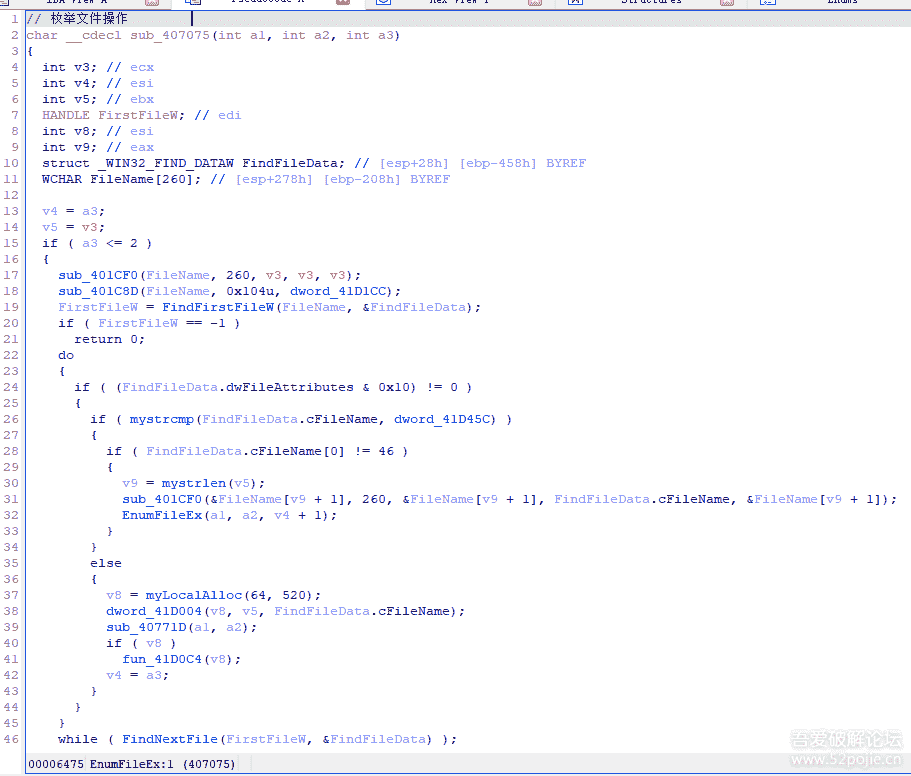 IDA View-A Pseudocode-A Hex View-1 Structures Enums
1 // 枚举文件操作
2 char __cdecl sub_407075(int a1, int a2, int a3)
3 {
4 int v3; // ecx
5 int v4; // esi
6 int v5; // ebx
7 HANDLE FirstFileW; // edi
8 int v8; // esi
9 int v9; // eax
10 struct _WIN32_FIND_DATAW FindFileData; // [esp+28h] [ebp-458h] BYREF
11 WCHAR FileName[260]; // [esp+278h] [ebp-208h] BYREF
12
13 v4 = a3;
14 v5 = v3;
15 if ( a3 <= 2 )
16 {
17 sub_401CF0(FileName, 260, v3, v3, v3);
18 sub_401C8D(FileName, 0x104u, dword_41D1CC);
19 FirstFileW = FindFirstFileW(FileName, &FindFileData);
20 if ( FirstFileW == -1 )
21 return 0;
22 do
23 {
24 if ( (FindFileData.dwFileAttributes & 0x10) != 0 )
25 {
26 if ( mystrcmp(FindFileData.cFileName, dword_41D45C) )
27 {
28 if ( FindFileData.cFileName[0] != 46 )
29 {
30 v9 = mystrlen(v5);
31 sub_401CF0(&FileName[v9 + 1], 260, &FileName[v9 + 1], FindFileData.cFileName, &FileName[v9 + 1]);
32 EnumFileEx(a1, a2, v4 + 1);
33 }
34 }
35 else
36 {
37 v8 = myLocalAlloc(64, 520);
38 dword_41D004(v8, v5, FindFileData.cFileName);
39 sub_40771D(a1, a2);
40 if ( v8 )
41 fun_41D0C4(v8);
42 v4 = a3;
43 }
44 }
45 }
46 while ( FindNextFile(FirstFileW, &FindFileData) );
00006475 EnumFileEx:1 (407075)
吾爱破解论坛
www.52pojie.cn